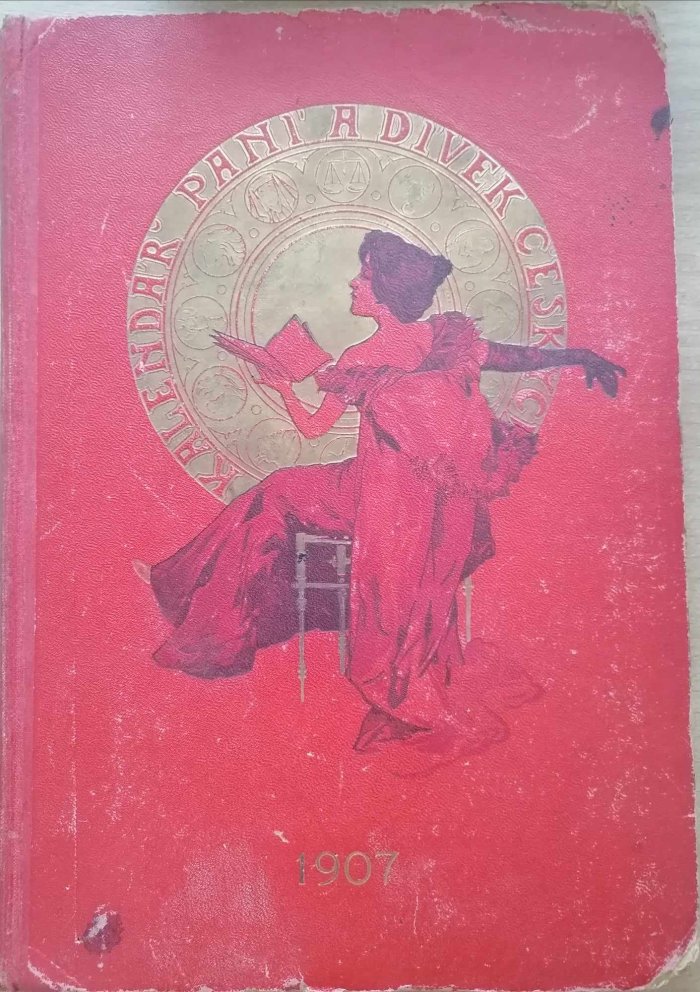 KALENDÁŘ PANÍ A DÍVEK ČESKÝCH
1907